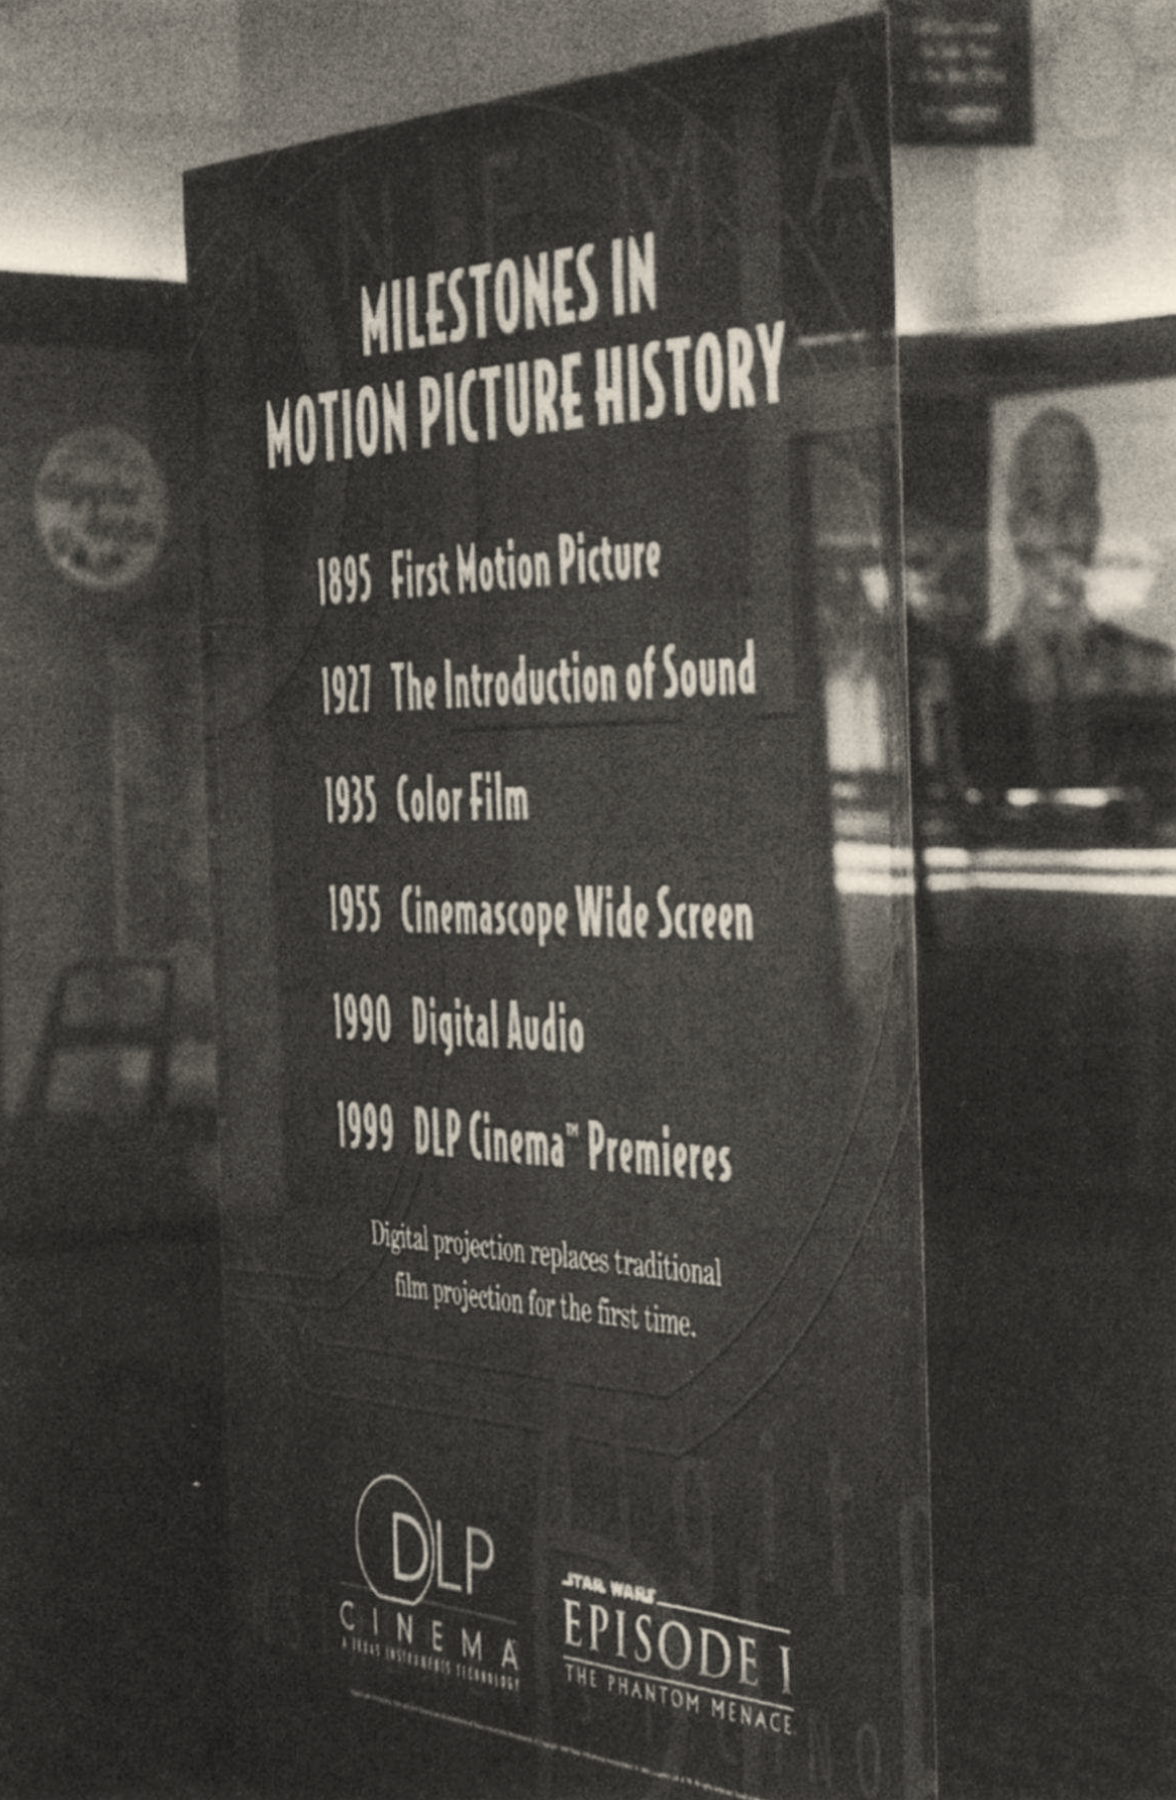 MILESTONES IN
MOTION PICTURE HISTORY
1895 First Motion Picture
1927 The Introduction of Sound
1935 Color Film
1955 Cinemascope Wide Screen
1990 Digital Audio
1999 DLP Cinema™ Premieres
Digital projection replaces traditional
film projection for the first time.
DLP
CINEMA
A TEXAS INSTRUMENTS TECHNOLOGY
STAR WARS
EPISODE I
THE PHANTOM MENACE